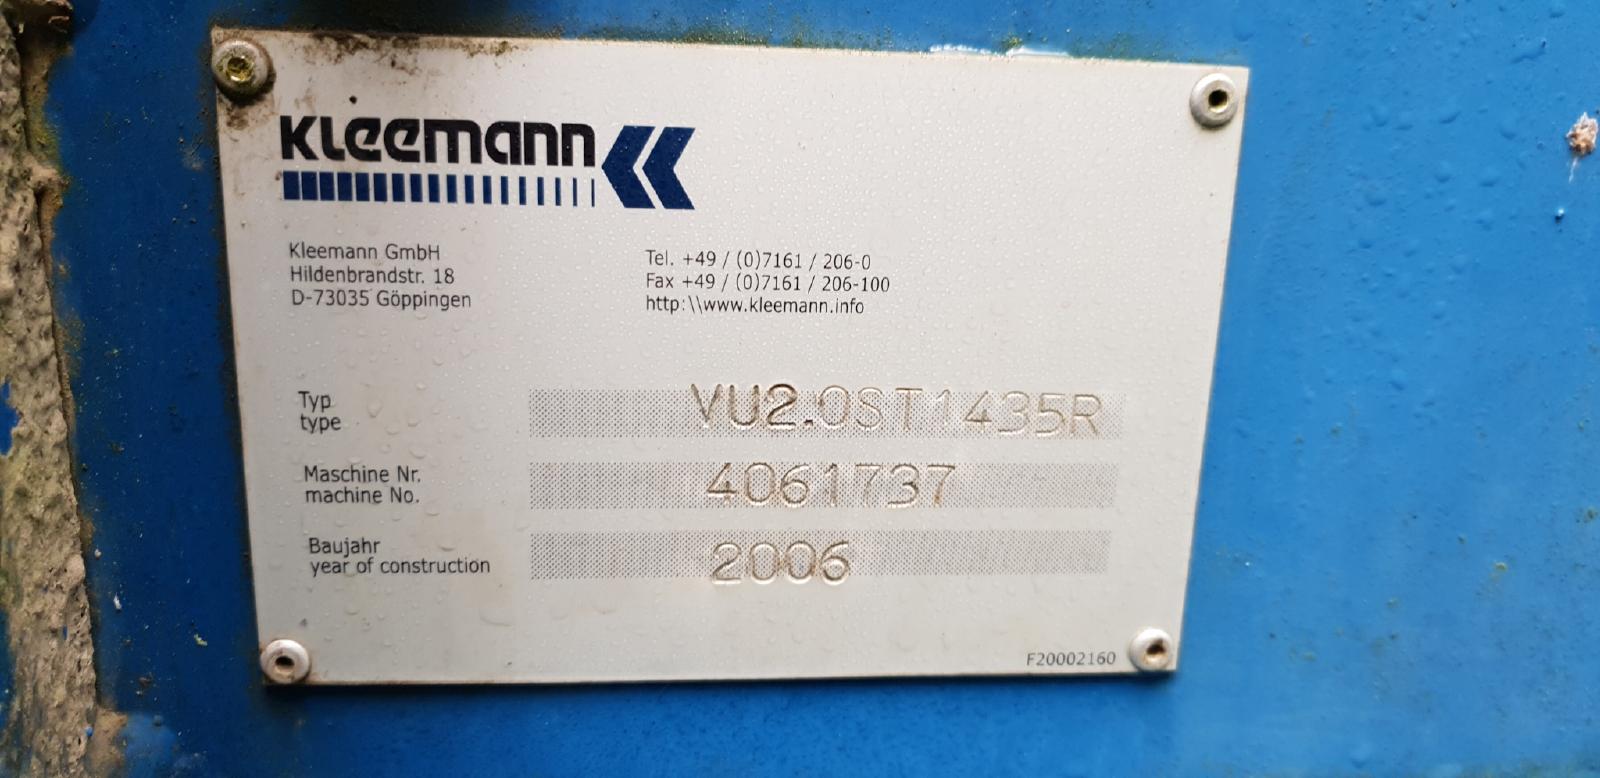 Kleemann
Kleemann GmbH
Hildenbrandstr. 18
D-73035 Göppingen
Tel. +49 / (0)7161 / 206-0
Fax +49 / (0)7161 / 206-100
http:\\www.kleemann.info
Typ
type
VU2.0ST1435R
Maschine Nr.
machine No.
4061737
Baujahr
year of construction
2006
F20002160